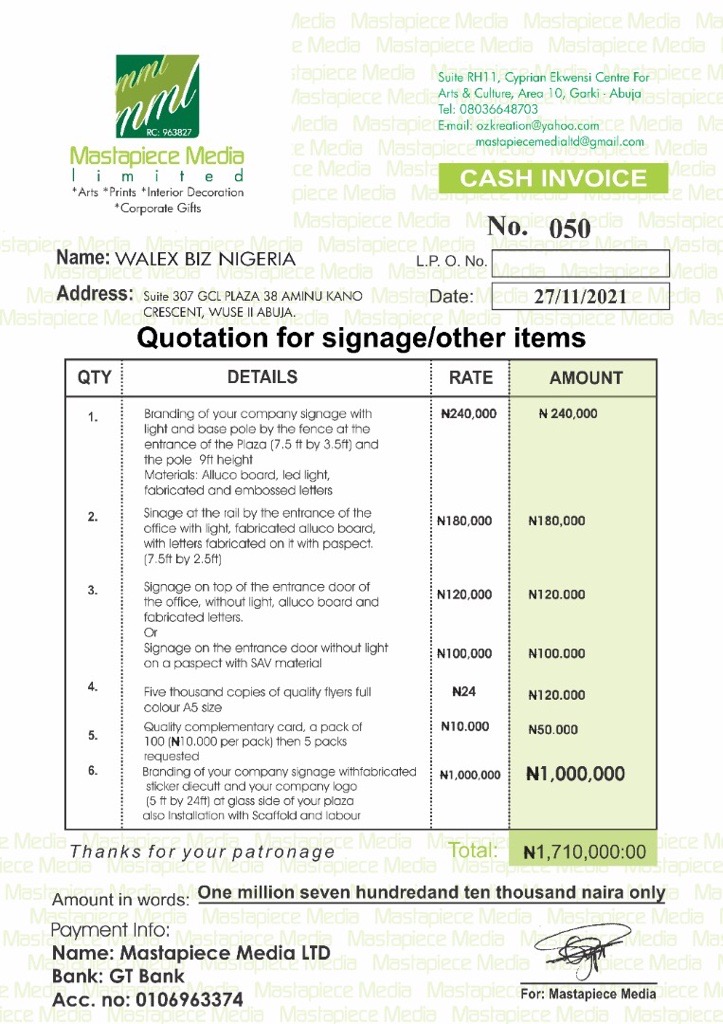 mml
mml
RC: 963827
Mastapiece Media
limited
*Arts *Prints *Interior Decoration
*Corporate Gifts
Suite RH11, Cyprian Ekwensi Centre For
Arts & Culture, Area 10, Garki - Abuja
Tel: 08036648703
E-mail: ozkreation@yahoo.com
mastapiecemedialtd@gmail.com
CASH INVOICE
No. 050
Name: WALEX BIZ NIGERIA
L.P. O. No.
Address: Suite 307 GCL PLAZA 38 AMINU KANO
CRESCENT, WUSE II ABUJA.
Date: 27/11/2021
Quotation for signage/other items
QTY DETAILS RATE AMOUNT
1. Branding of your company signage with ₦240,000 ₦ 240,000
light and base pole by the fence at the
entrance of the Plaza (7.5 ft by 3.5ft) and
the pole 9ft height
Materials: Alluco board, led light,
fabricated and embossed letters
2. Sinage at the rail by the entrance of the ₦180,000 ₦180,000
office with light, fabricated alluco board,
with letters fabricated on it with paspect.
(7.5ft by 2.5ft)
3. Signage on top of the entrance door of ₦120,000 ₦120.000
the office, without light, alluco board and
fabricated letters.
Or
Signage on the entrance door without light ₦100,000 ₦100.000
on a paspect with SAV material
4. Five thousand copies of quality flyers full ₦24 ₦120.000
colour A5 size
5. Quality complementary card, a pack of ₦10.000 ₦50.000
100 (₦10.000 per pack) then 5 packs
requested
6. Branding of your company signage withfabricated ₦1,000,000 ₦1,000,000
sticker diecutt and your company logo
(5 ft by 24ft) at glass side of your plaza
also Installation with Scaffold and labour
Thanks for your patronage
Total: ₦1,710,000:00
Amount in words: One million seven hundredand ten thousand naira only
Payment Info:
Name: Mastapiece Media LTD
Bank: GT Bank
Acc. no: 0106963374
For: Mastapiece Media